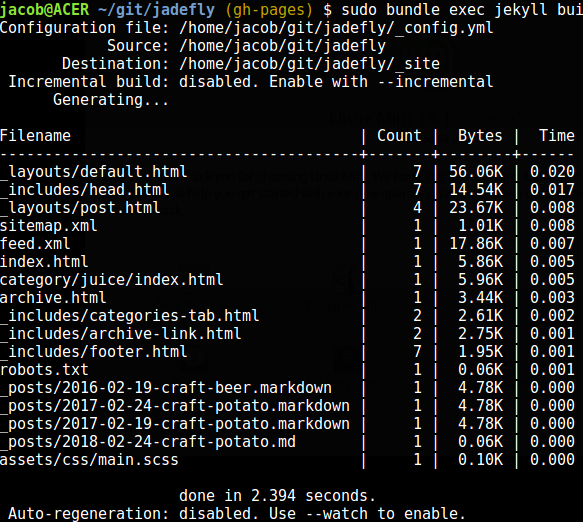 jacob@ACER ~/git/jadefly (gh-pages) $ sudo bundle exec jekyll bui
Configuration file: /home/jacob/git/jadefly/_config.yml
Source: /home/jacob/git/jadefly
Destination: /home/jacob/git/jadefly/_site
Incremental build: disabled. Enable with --incremental
Generating...
Filename | Count | Bytes | Time
----------------------------------------+-------+--------+------
_layouts/default.html | 7 | 56.06K | 0.020
_includes/head.html | 7 | 14.54K | 0.017
_layouts/post.html | 4 | 23.67K | 0.008
sitemap.xml | 1 | 1.01K | 0.008
feed.xml | 1 | 17.86K | 0.007
index.html | 1 | 5.86K | 0.005
category/juice/index.html | 1 | 5.96K | 0.005
archive.html | 1 | 3.44K | 0.003
_includes/categories-tab.html | 2 | 2.61K | 0.002
_includes/archive-link.html | 2 | 2.75K | 0.001
_includes/footer.html | 7 | 1.95K | 0.001
robots.txt | 1 | 0.06K | 0.001
_posts/2016-02-19-craft-beer.markdown | 1 | 4.78K | 0.000
_posts/2017-02-24-craft-potato.markdown | 1 | 4.78K | 0.000
_posts/2017-02-19-craft-potato.markdown | 1 | 4.78K | 0.000
_posts/2018-02-24-craft-potato.md | 1 | 0.06K | 0.000
assets/css/main.scss | 1 | 0.10K | 0.000
done in 2.394 seconds.
Auto-regeneration: disabled. Use --watch to enable.